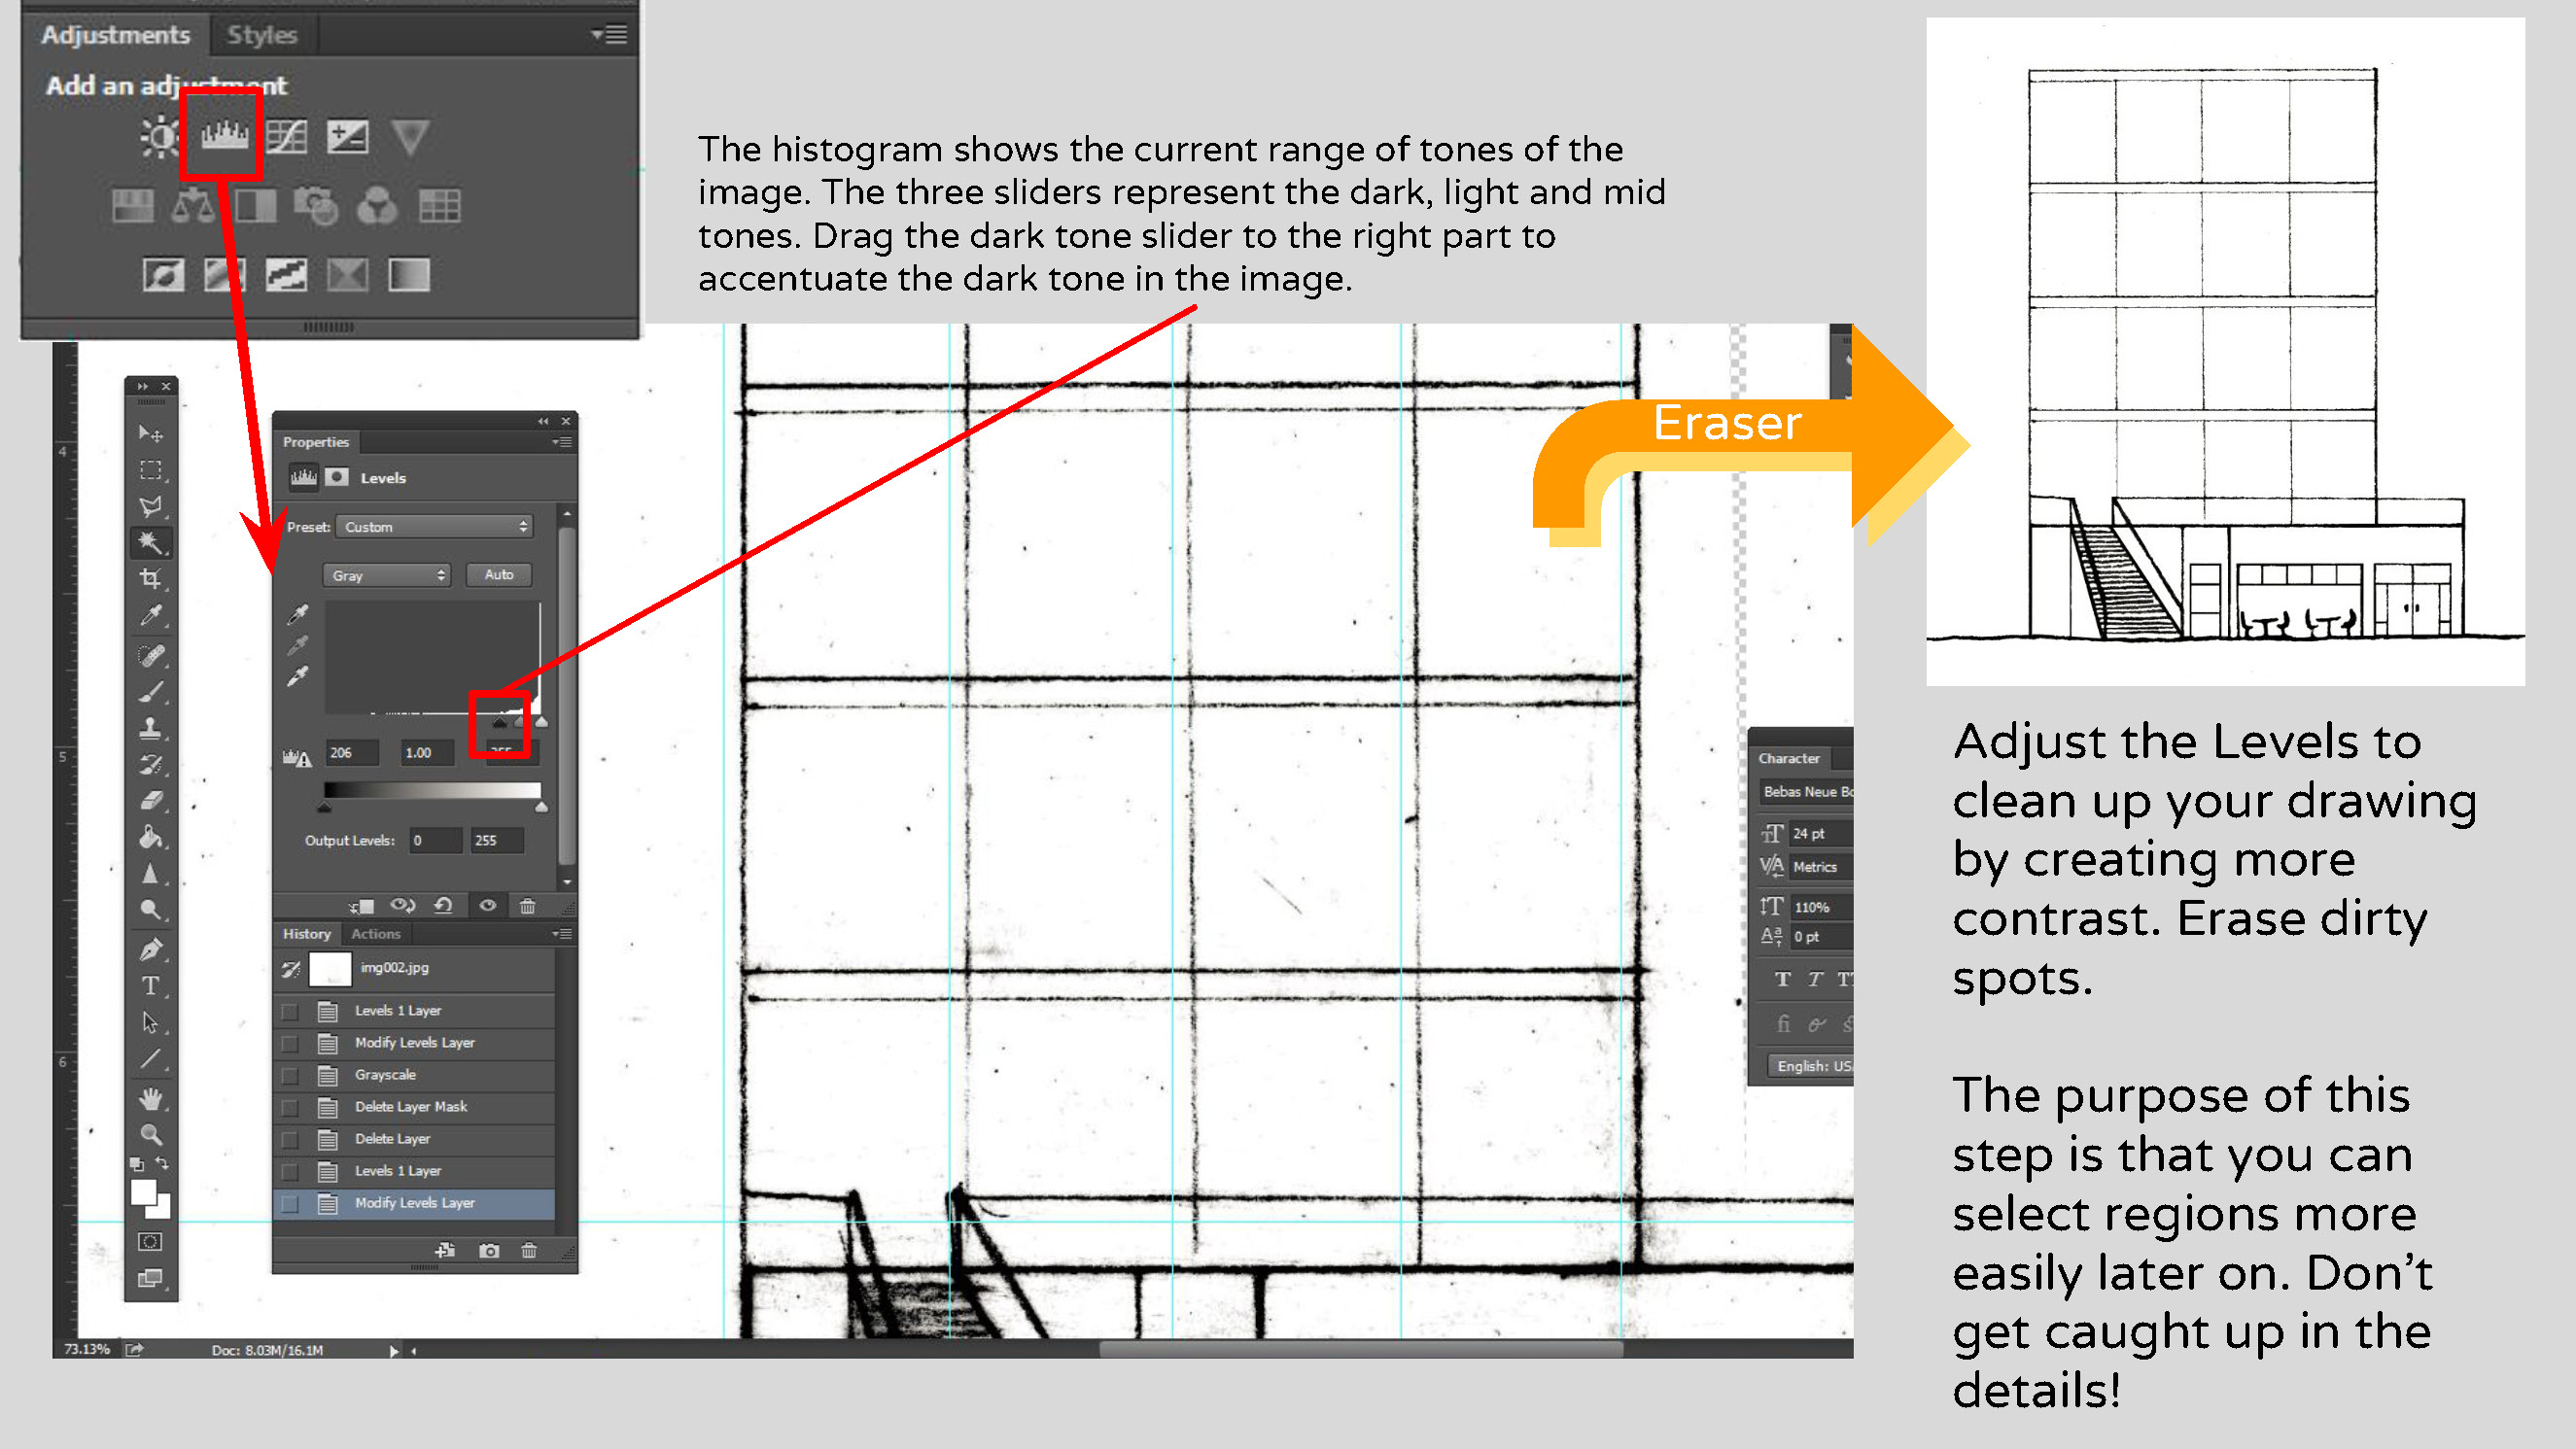 Adjustments Styles
Add an adjustment
The histogram shows the current range of tones of the
image. The three sliders represent the dark, light and mid
tones. Drag the dark tone slider to the right part to
accentuate the dark tone in the image.
Eraser
4
5
6
Properties
Levels
Preset: Custom
Gray Auto
206 1.00
Output Levels: 0 255
History Actions
img002.jpg
Levels 1 Layer
Modify Levels Layer
Grayscale
Delete Layer Mask
Delete Layer
Levels 1 Layer
Modify Levels Layer
73.13% Doc: 8.03M/16.1M
Character
Bebas Neue Bo
24 pt
Metrics
110%
0 pt
English: US
Adjust the Levels to
clean up your drawing
by creating more
contrast. Erase dirty
spots.
The purpose of this
step is that you can
select regions more
easily later on. Don’t
get caught up in the
details!